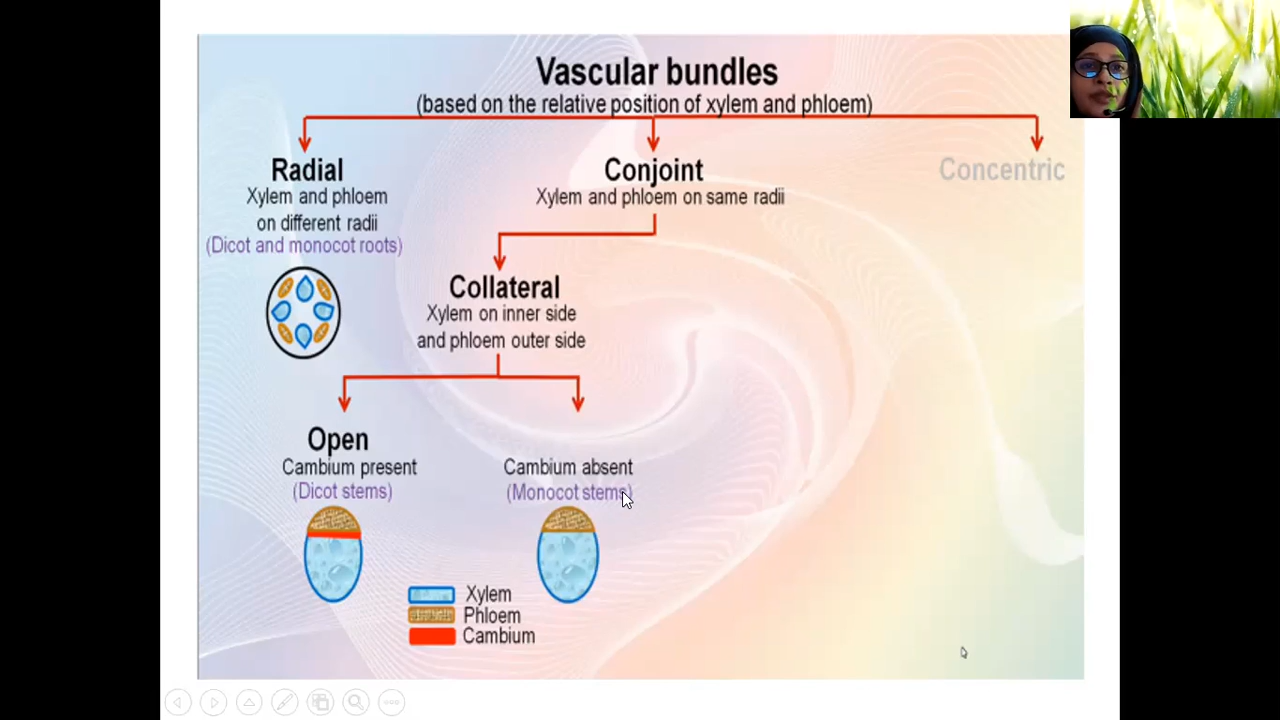 Vascular bundles
(based on the relative position of xylem and phloem)
Radial
Xylem and phloem
on different radii
(Dicot and monocot roots)
Conjoint
Xylem and phloem on same radii
Concentric
Collateral
Xylem on inner side
and phloem outer side
Open
Cambium present
(Dicot stems)
Cambium absent
(Monocot stems)
Xylem
Phloem
Cambium